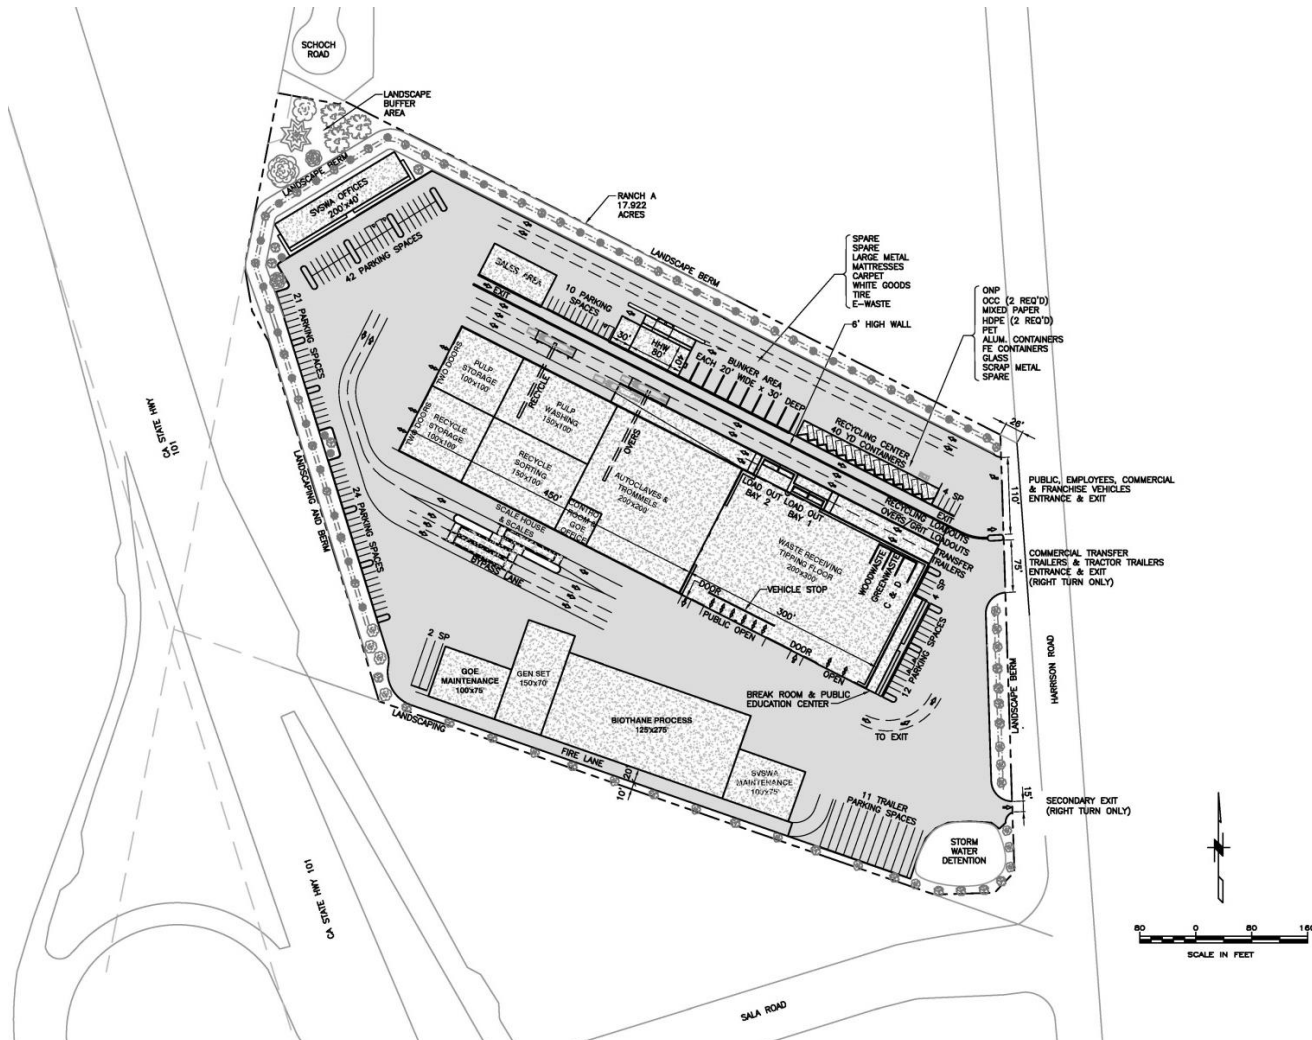 SCHOCH
ROAD
LANDSCAPE
BUFFER
AREA
LANDSCAPE BERM
SVSWA OFFICES
200'x40'
42 PARKING SPACES
21 PARKING SPACES
24 PARKING SPACES
LANDSCAPING AND BERM
CA STATE HWY
101
RANCH A
17.922
ACRES
LANDSCAPE BERM
SPARE
SPARE
LARGE METAL
MATTRESSES
CARPET
WHITE GOODS
TIRE
E-WASTE
6' HIGH WALL
ONP
OCC (2 REQ'D)
MIXED PAPER
HDPE (2 REQ'D)
PET
ALUM. CONTAINERS
FE CONTAINERS
GLASS
SCRAP METAL
SPARE
SALES AREA
EXIT
10 PARKING
SPACES
30'
HHW
80'
40'
BUNKER AREA
EACH 20' WIDE x 30' DEEP
RECYCLING CENTER
40 YD CONTAINERS
4 SP
EXIT
RECYCLING LOADOUTS
OVERS/GRIT LOADOUTS
TRANSFER
TRAILERS
26'
110'
75'
PUBLIC, EMPLOYEES, COMMERCIAL
& FRANCHISE VEHICLES
ENTRANCE & EXIT
COMMERCIAL TRANSFER
TRAILERS & TRACTOR TRAILERS
ENTRANCE & EXIT
(RIGHT TURN ONLY)
TWO DOORS
TWO DOORS
PULP
STORAGE
100'x100'
RECYCLE
STORAGE
100'x100'
PULP
WASHING
150'x100'
RECYCLE
RECYCLE
SORTING
150'x100'
450'
OVERS
AUTOCLAVES &
TROMMELS
200'x200'
CONTROL
ROOM &
GOE
OFFICE
LOAD OUT
BAY 2
LOAD OUT
BAY 1
WASTE RECEIVING
TIPPING FLOOR
200'x300'
WOODWASTE
GREENWASTE
C & D
4 SP
DOOR
VEHICLE STOP
300'
PUBLIC OPEN
DOOR
OPEN
12 PARKING SPACES
SCALE HOUSE
& SCALES
BYPASS LANE
BREAK ROOM & PUBLIC
EDUCATION CENTER
TO EXIT
2 SP
GOE
MAINTENANCE
100'x75'
GEN SET
150'x70'
BIOTHANE PROCESS
125'x275'
SVSWA
MAINTENANCE
100'x75'
LANDSCAPING
FIRE LANE
20'
10'
11 TRAILER
PARKING SPACES
STORM
WATER
DETENTION
LANDSCAPE BERM
HARRISON ROAD
15'
SECONDARY EXIT
(RIGHT TURN ONLY)
CA STATE HWY 101
SALA ROAD
80 0 80 160
SCALE IN FEET